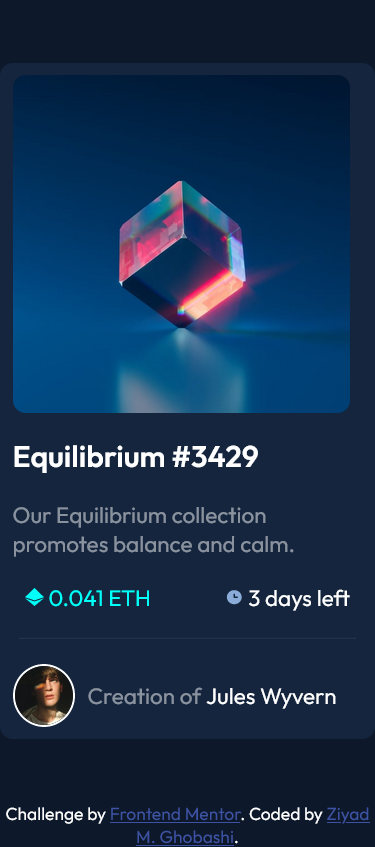 Equilibrium #3429
Our Equilibrium collection
promotes balance and calm.
0.041 ETH 3 days left
Creation of Jules Wyvern
Challenge by Frontend Mentor. Coded by Ziyad
M. Ghobashi.